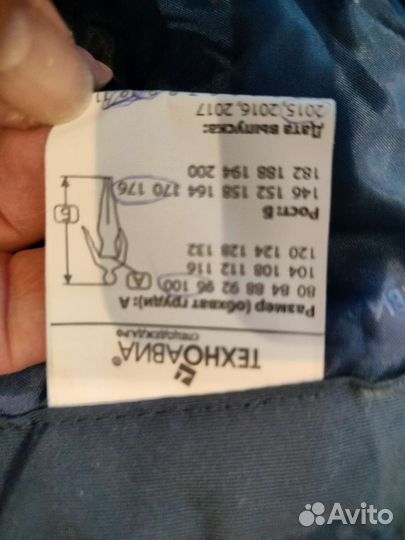 ТЕХНОАВИА®
СПЕЦОДЕЖДА.РФ
Размер (обхват груди): А
80 84 88 92 96 100
104 108 112 116
120 124 128 132
А
Б
Рост: Б
146 152 158 164 170 176
182 188 194 200
Дата выпуска:
2015, 2016, 2017
Avito